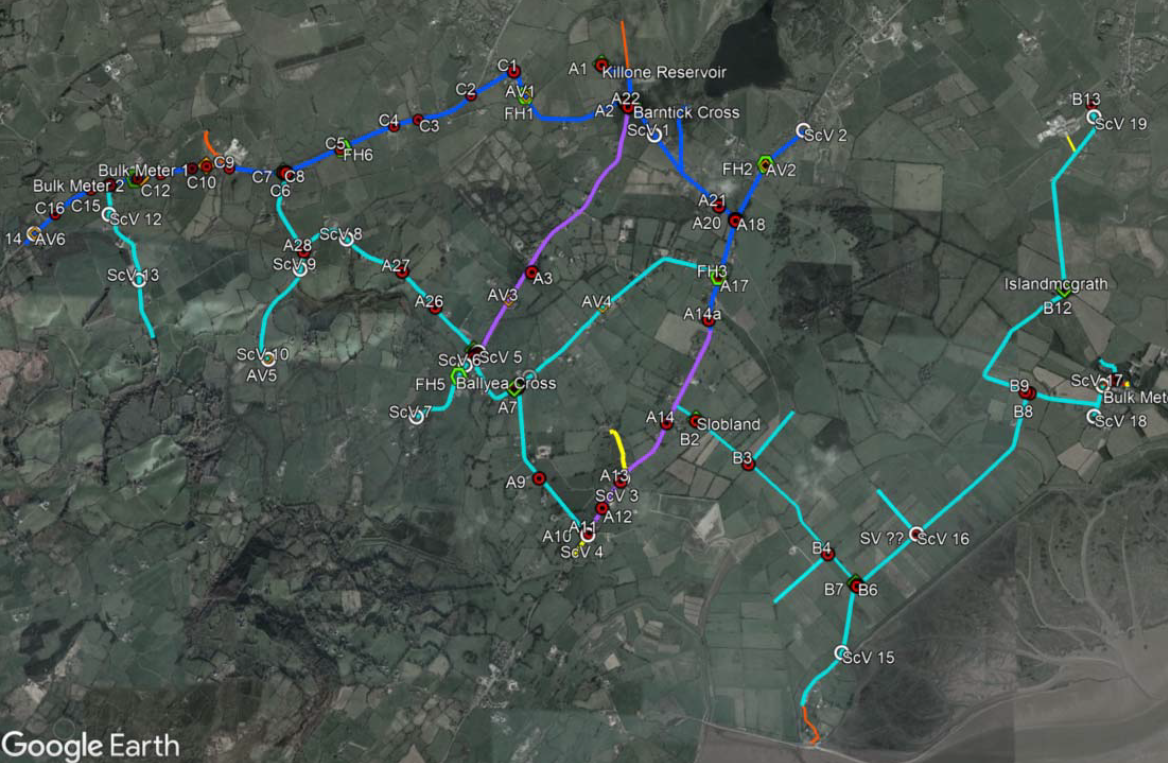 C1
A1
Killone Reservoir
C2
AV1
FH1
A2
A22
Barntick Cross
ScV 1
ScV 2
B13
ScV 19
C4
C3
C5
FH6
FH2
AV2
Bulk Meter 1
C9
C10
C7
C8
C6
Bulk Meter 2
C12
C16
C15
ScV 12
14
AV6
A21
A20
A18
ScV 8
A28
ScV 9
A27
ScV 13
A3
FH3
A17
AV3
AV4
A26
A14a
Islandmcgrath
B12
ScV 10
AV5
ScV 6
ScV 5
FH5
Ballyea Cross
A7
ScV 7
ScV 17
B9
B8
Bulk Met
ScV 18
A14
B2
Slobland
B3
A9
A13
ScV 3
A12
A11
A10
ScV 4
SV ??
ScV 16
B4
B7
B6
ScV 15
Google Earth